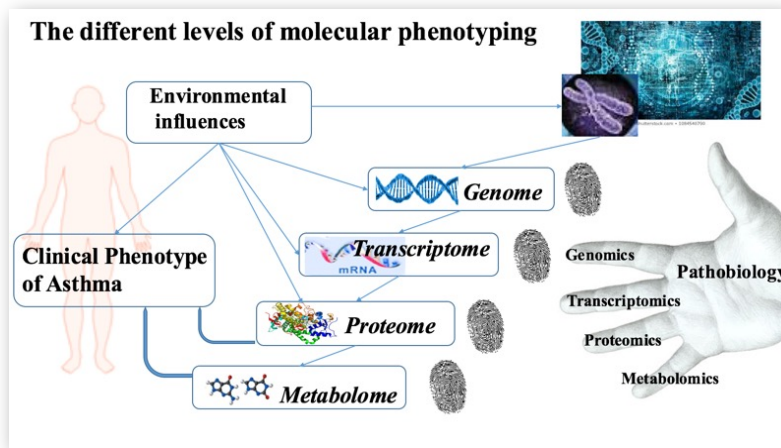 The different levels of molecular phenotyping
Environmental
influences
Genome
Transcriptome
mRNA
Clinical Phenotype
of Asthma
Proteome
Metabolome
Genomics
Pathobiology
Transcriptomics
Proteomics
Metabolomics